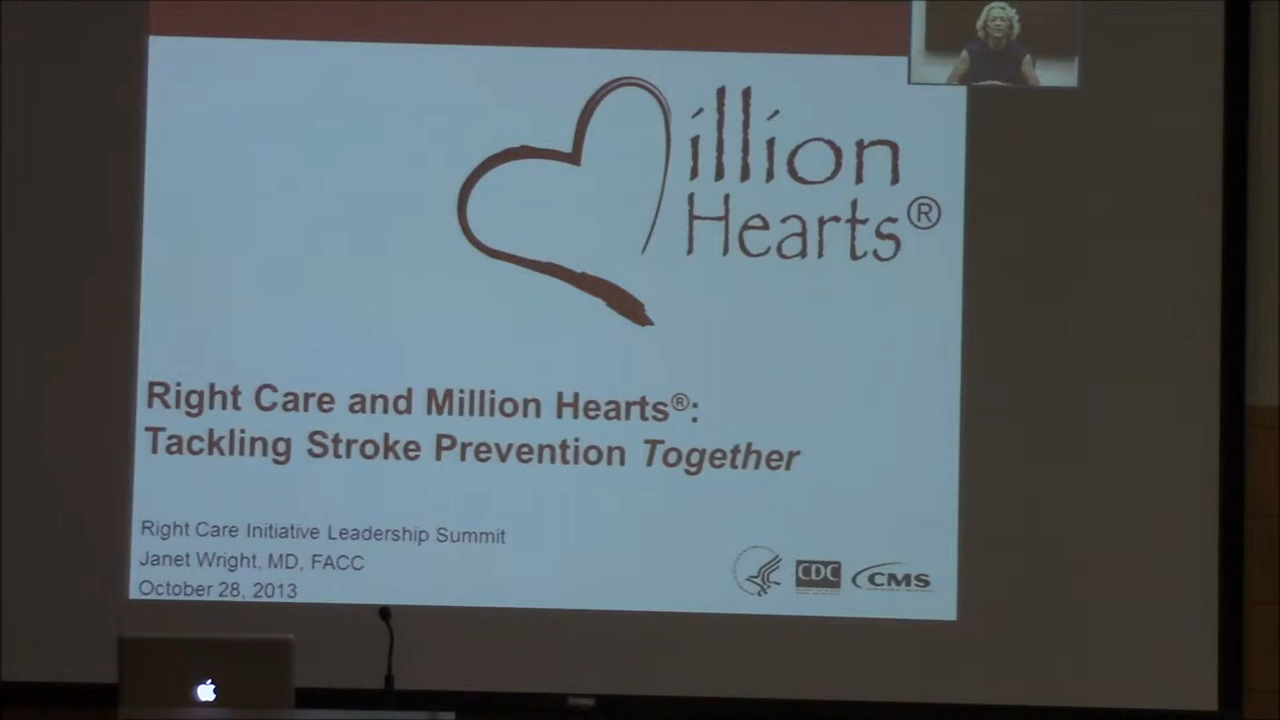 Million
Hearts®
Right Care and Million Hearts®:
Tackling Stroke Prevention Together
Right Care Initiative Leadership Summit
Janet Wright, MD, FACC
October 28, 2013
CDC
CMS